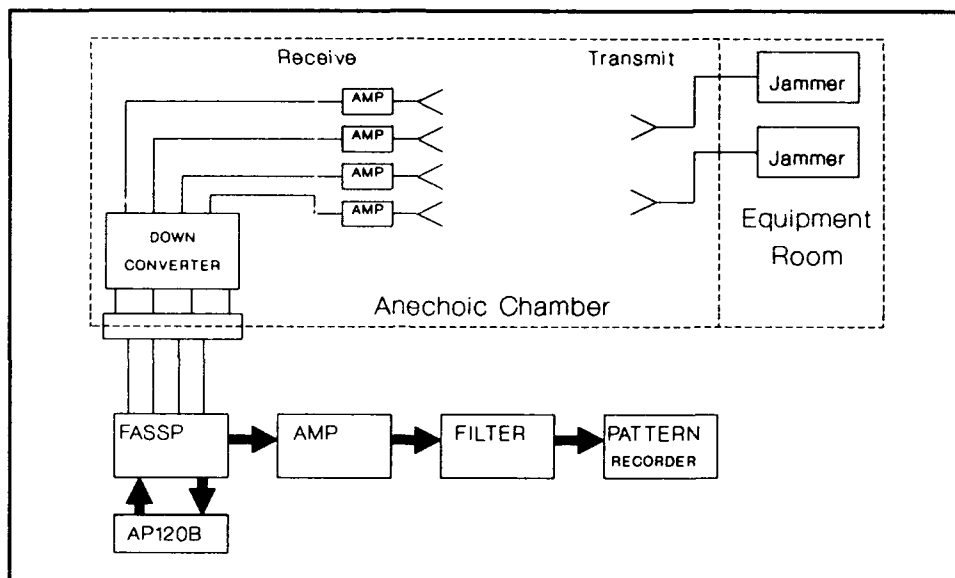 Receive
Transmit
AMP
Jammer
AMP
Jammer
AMP
AMP
Equipment
Room
DOWN
CONVERTER
Anechoic Chamber
FASSP
AMP
FILTER
PATTERN
RECORDER
AP120B